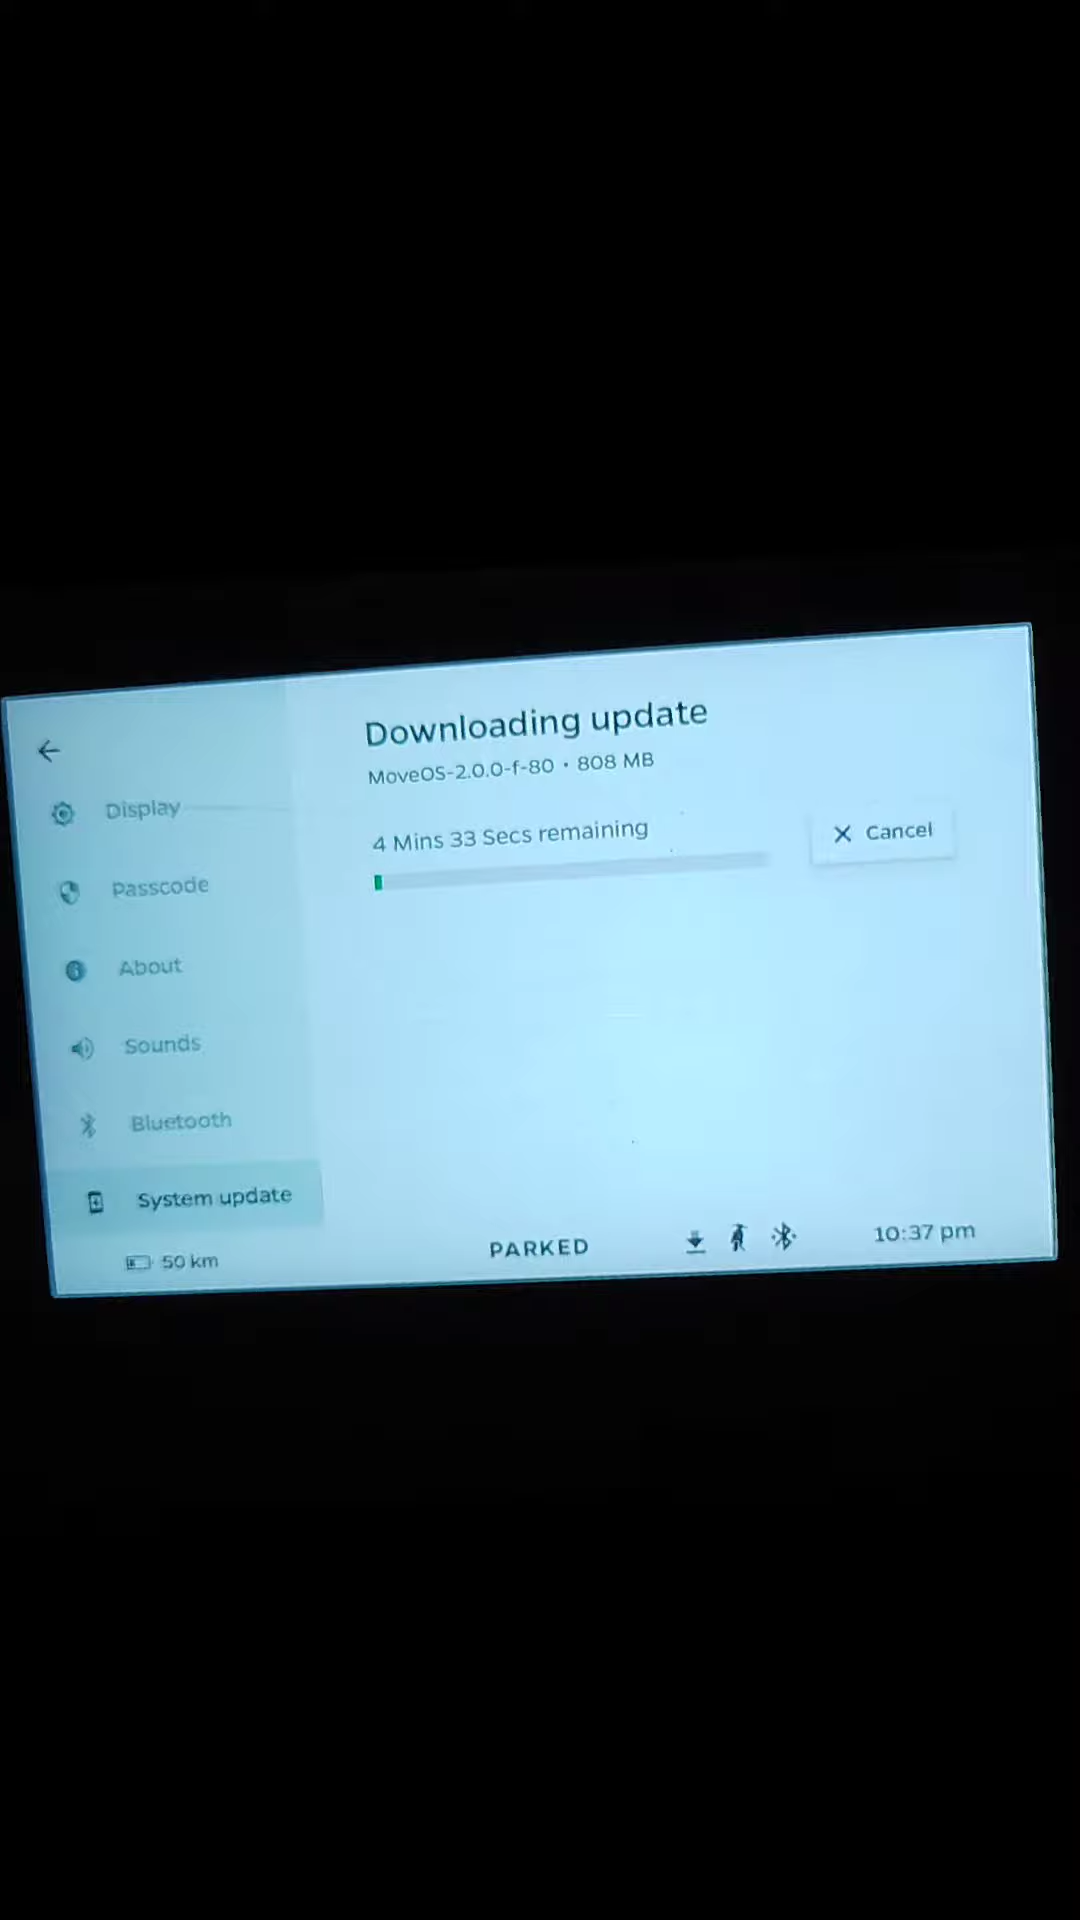 Downloading update
MoveOS-2.0.0-f-80 • 808 MB
4 Mins 33 Secs remaining
Cancel
Display
Passcode
About
Sounds
Bluetooth
System update
50 km
PARKED
10:37 pm